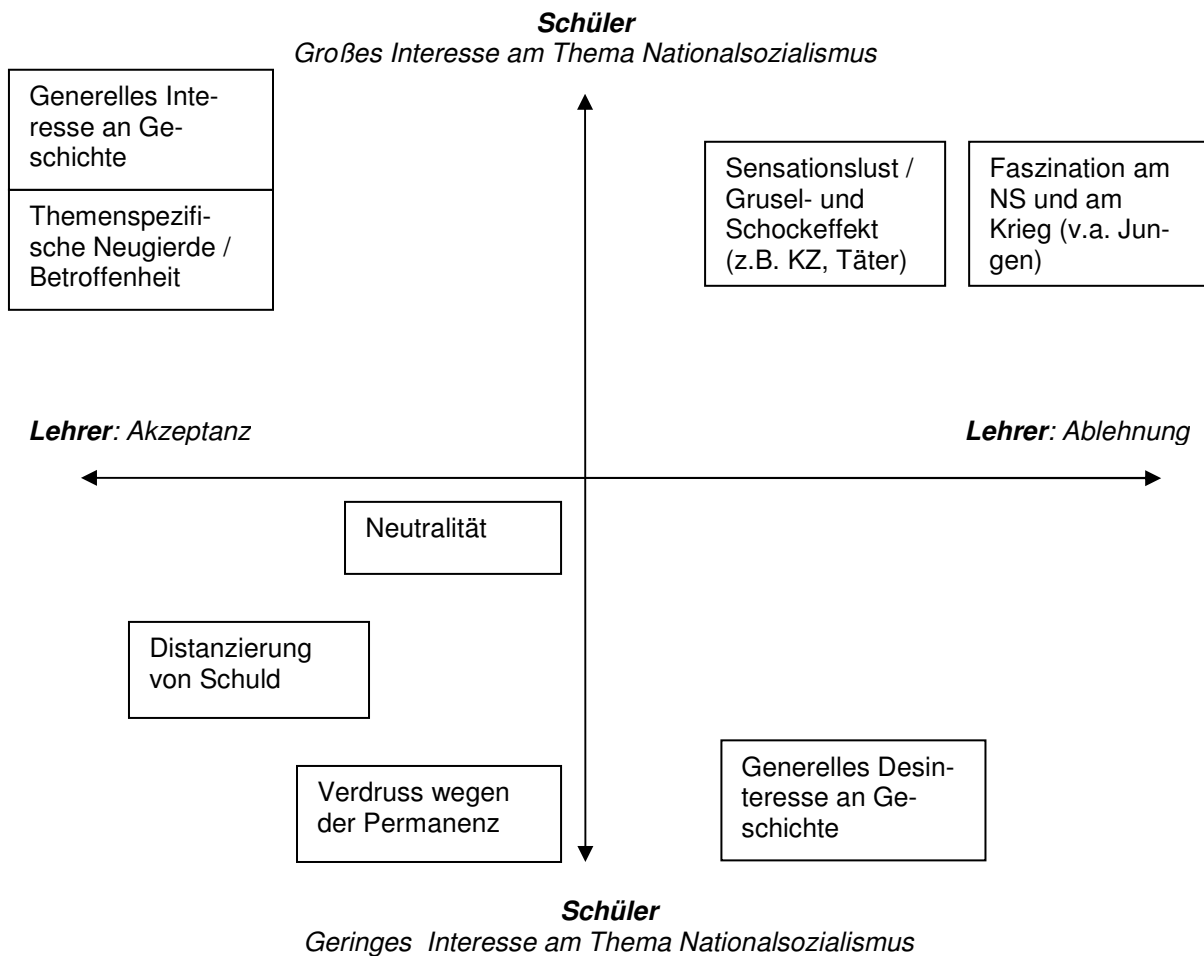 Schüler
Großes Interesse am Thema Nationalsozialismus
Generelles Inte-
resse an Ge-
schichte
Themenspezifi-
sche Neugierde /
Betroffenheit
Sensationslust /
Grusel- und
Schockeffekt
(z.B. KZ, Täter)
Faszination am
NS und am
Krieg (v.a. Jun-
gen)
Lehrer: Akzeptanz
Lehrer: Ablehnung
Neutralität
Distanzierung
von Schuld
Verdruss wegen
der Permanenz
Generelles Desin-
teresse an Ge-
schichte
Schüler
Geringes  Interesse am Thema Nationalsozialismus